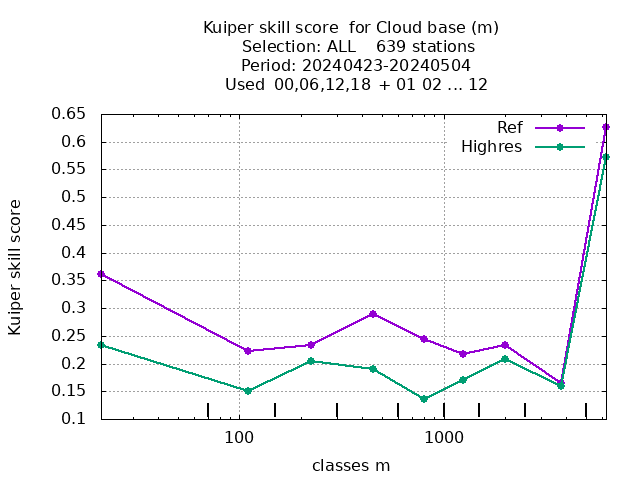 Kuiper skill score  for Cloud base (m)
Selection: ALL    639 stations
Period: 20240423-20240504
Used  00,06,12,18 + 01 02 ... 12
Ref
Highres
Kuiper skill score
0.65
0.6
0.55
0.5
0.45
0.4
0.35
0.3
0.25
0.2
0.15
0.1
100 1000
classes m